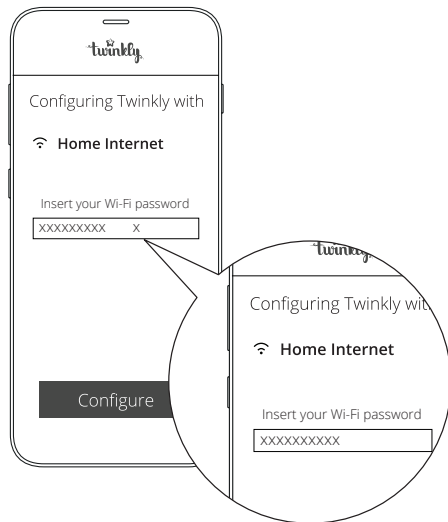 twinkly
Configuring Twinkly with
Home Internet
Insert your Wi-Fi password
XXXXXXXXX X
Configure
twinkly
Configuring Twinkly wit
Home Internet
Insert your Wi-Fi password
XXXXXXXXXX